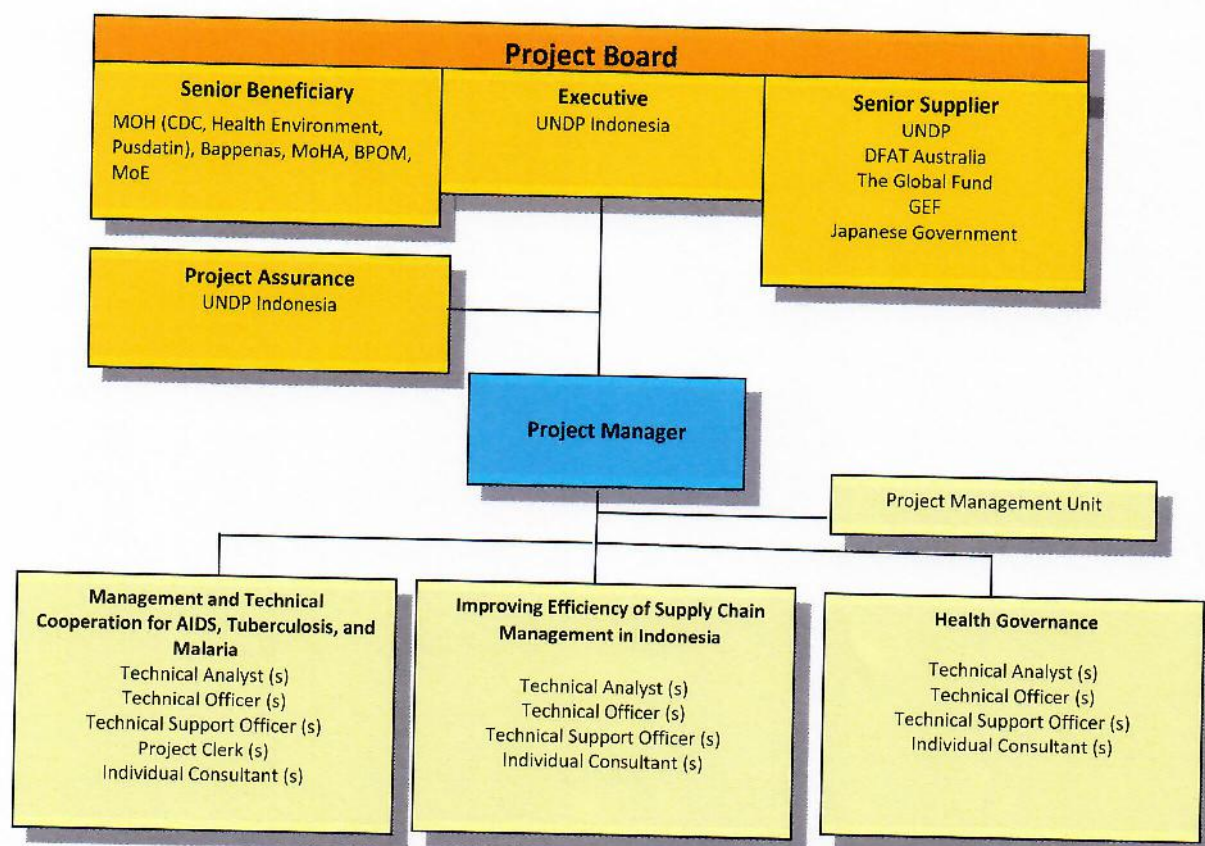 Project Board
Senior Beneficiary
MOH (CDC, Health Environment,
Pusdatin), Bappenas, MoHA, BPOM,
MoE
Executive
UNDP Indonesia
Senior Supplier
UNDP
DFAT Australia
The Global Fund
GEF
Japanese Government
Project Assurance
UNDP Indonesia
Project Manager
Project Management Unit
Management and Technical
Cooperation for AIDS, Tuberculosis, and
Malaria
Technical Analyst (s)
Technical Officer (s)
Technical Support Officer (s)
Project Clerk (s)
Individual Consultant (s)
Improving Efficiency of Supply Chain
Management in Indonesia
Technical Analyst (s)
Technical Officer (s)
Technical Support Officer (s)
Individual Consultant (s)
Health Governance
Technical Analyst (s)
Technical Officer (s)
Technical Support Officer (s)
Individual Consultant (s)